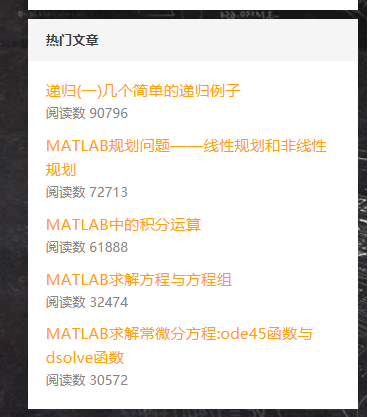 热门文章
递归(一)几个简单的递归例子
阅读数 90796
MATLAB规划问题——线性规划和非线性
规划
阅读数 72713
MATLAB中的积分运算
阅读数 61888
MATLAB求解方程与方程组
阅读数 32474
MATLAB求解常微分方程:ode45函数与
dsolve函数
阅读数 30572